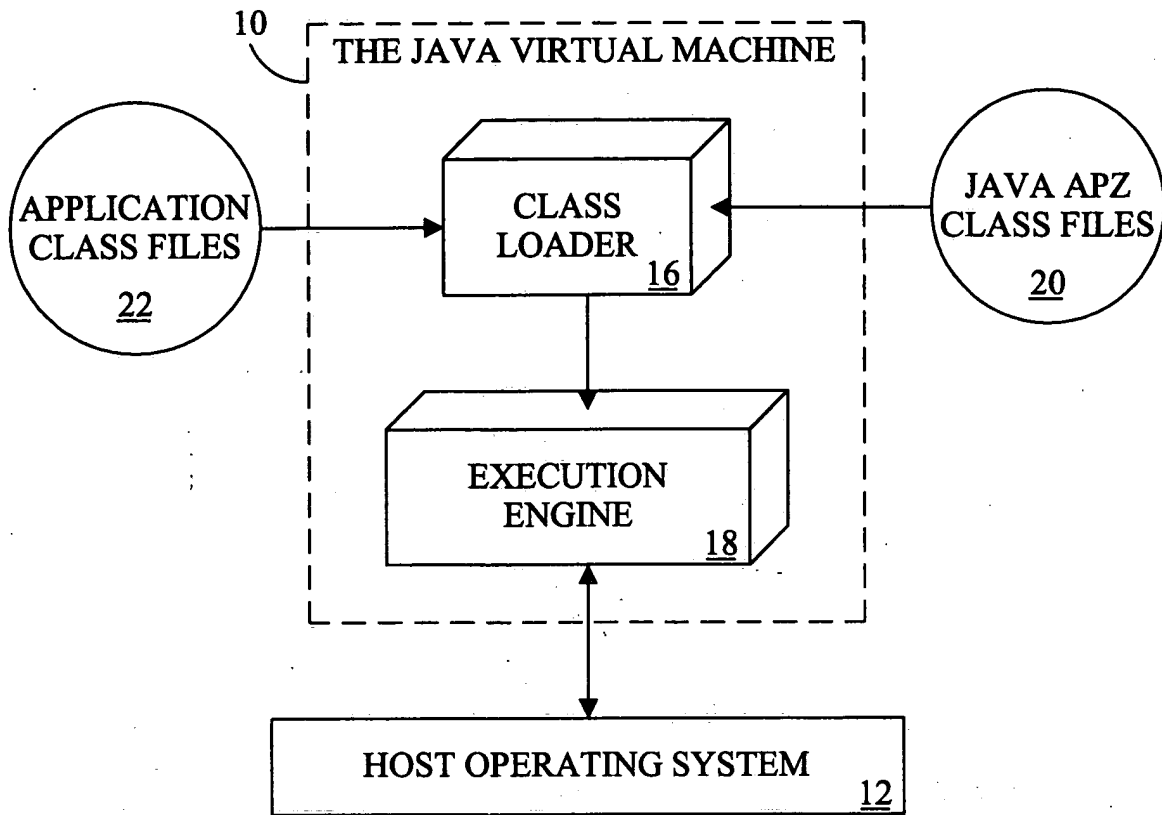 10
THE JAVA VIRTUAL MACHINE
APPLICATION
CLASS FILES
22
CLASS
LOADER
16
JAVA APZ
CLASS FILES
20
EXECUTION
ENGINE
18
HOST OPERATING SYSTEM
12